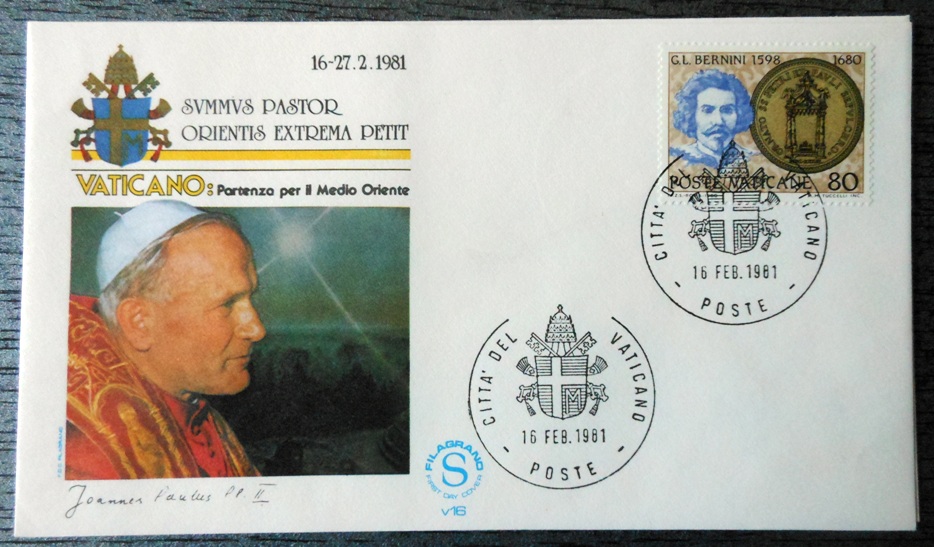 16-27.2.1981
SVMMVS PASTOR
ORIENTIS EXTREMA PETIT
VATICANO: Partenza per il Medio Oriente
G.L. BERNINI 1598 1680
POSTE VATICANE 80
CITTA' DEL VATICANO
16 FEB. 1981
- POSTE -
CITTA' DEL VATICANO
16 FEB. 1981
- POSTE -
FILAGRANO
S
FIRST DAY COVER
V16
Joannes Paulus PP. II